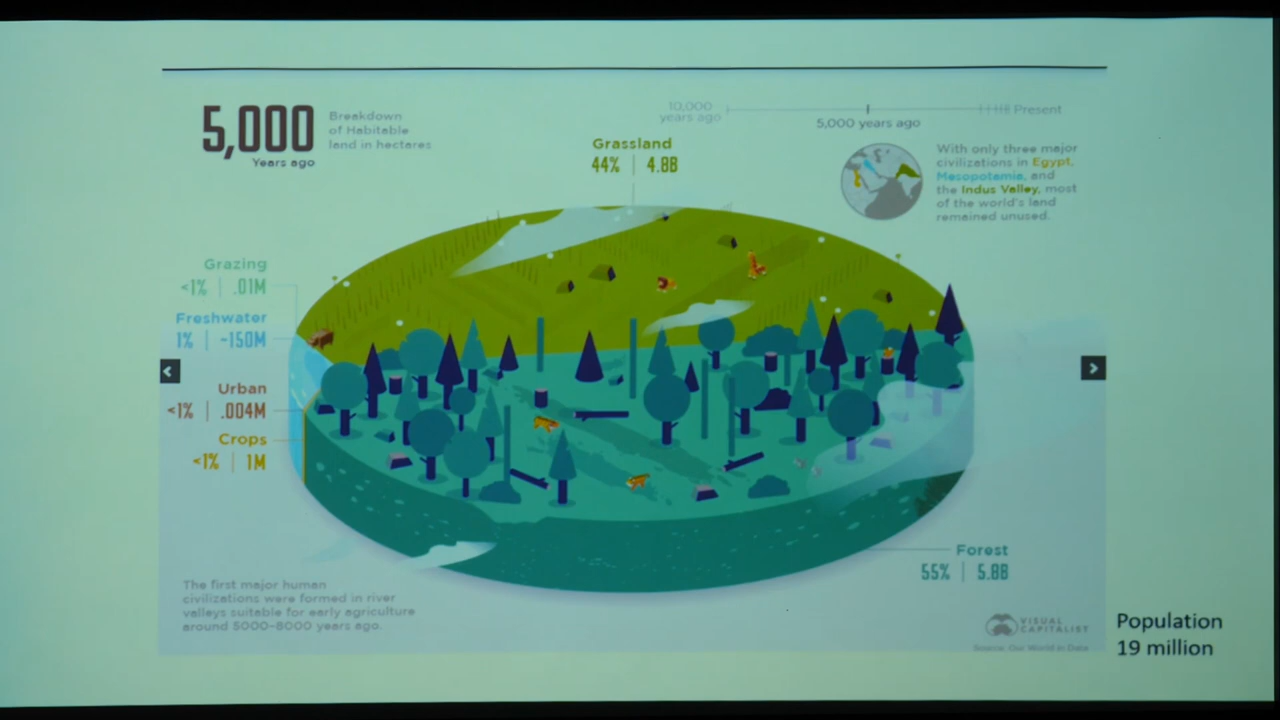 5,000
Years ago
Breakdown
of Habitable
land in hectares
10,000
years ago
5,000 years ago
Present
Grassland
44% | 4.8B
With only three major
civilizations in Egypt,
Mesopotamia, and
the Indus Valley, most
of the world's land
remained unused.
Grazing
<1% | .01M
Freshwater
1% | ~150M
Urban
<1% | .004M
Crops
<1% | 1M
Forest
55% | 5.8B
The first major human
civilizations were formed in river
valleys suitable for early agriculture
around 5000-8000 years ago.
VISUAL
CAPITALIST
Source: Our World in Data
Population
19 million